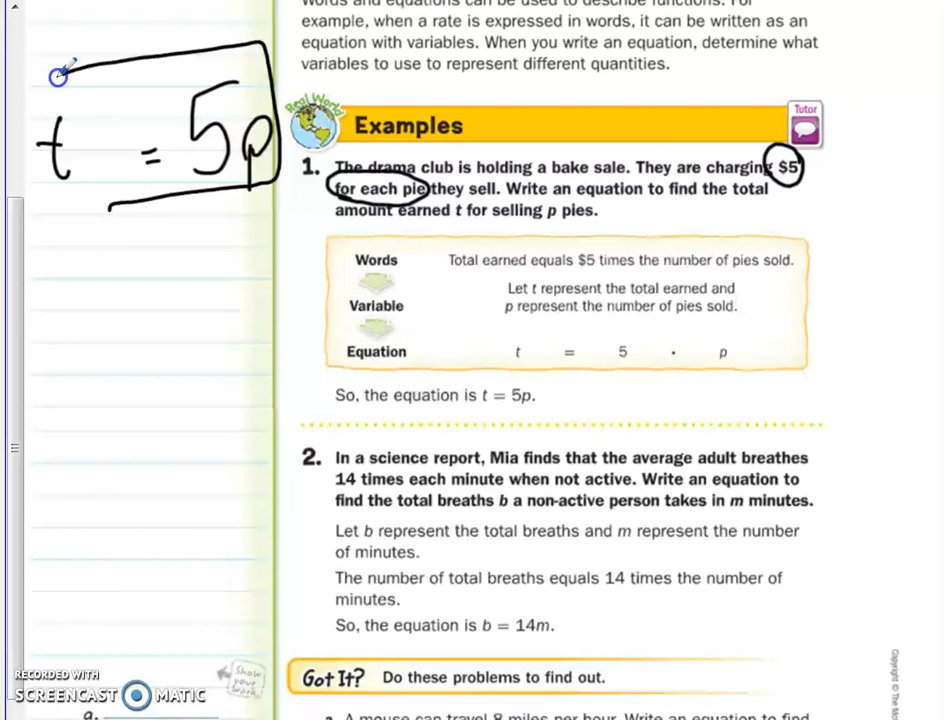 Words and equations can be used to describe functions. For
example, when a rate is expressed in words, it can be written as an
equation with variables. When you write an equation, determine what
variables to use to represent different quantities.
t = 5p
Real World
Examples
Tutor
1. The drama club is holding a bake sale. They are charging $5
for each pie they sell. Write an equation to find the total
amount earned t for selling p pies.
Words Total earned equals $5 times the number of pies sold.
Let t represent the total earned and
Variable p represent the number of pies sold.
Equation t = 5 · p
So, the equation is t = 5p.
2. In a science report, Mia finds that the average adult breathes
14 times each minute when not active. Write an equation to
find the total breaths b a non-active person takes in m minutes.
Let b represent the total breaths and m represent the number
of minutes.
The number of total breaths equals 14 times the number of
minutes.
So, the equation is b = 14m.
Show your work.
Got It? Do these problems to find out.
a.
a. A mouse can travel 8 miles per hour. Write an equation to find
RECORDED WITH
SCREENCAST MATIC
Copyright © The Mc